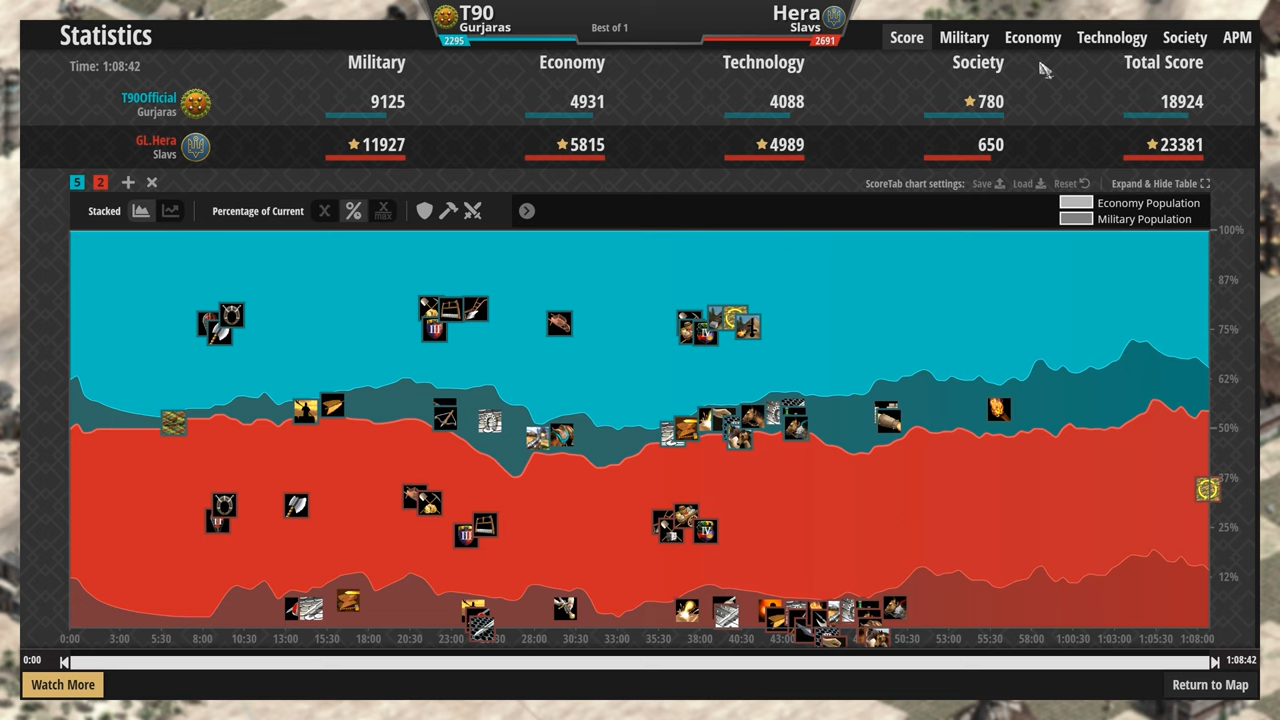 T90
Gurjaras
2295
Best of 1
Hera
Slavs
2691
Statistics
Score Military Economy Technology Society APM
Time: 1:08:42
Military Economy Technology Society Total Score
T90Official
Gurjaras
9125 4931 4088 780 18924
GL.Hera
Slavs
11927 5815 4989 650 23381
5 2
ScoreTab chart settings: Save Load Reset Expand & Hide Table
Stacked Percentage of Current X % X/max
Economy Population
Military Population
100%
87%
75%
62%
50%
37%
25%
12%
III
IV
II
III
IV
0:00 3:00 5:30 8:00 10:30 13:00 15:30 18:00 20:30 23:00 28:00 30:30 33:00 35:30 38:00 40:30 43:00 50:30 53:00 55:30 58:00 1:00:30 1:03:00 1:05:30 1:08:00
0:00 1:08:42
Watch More Return to Map